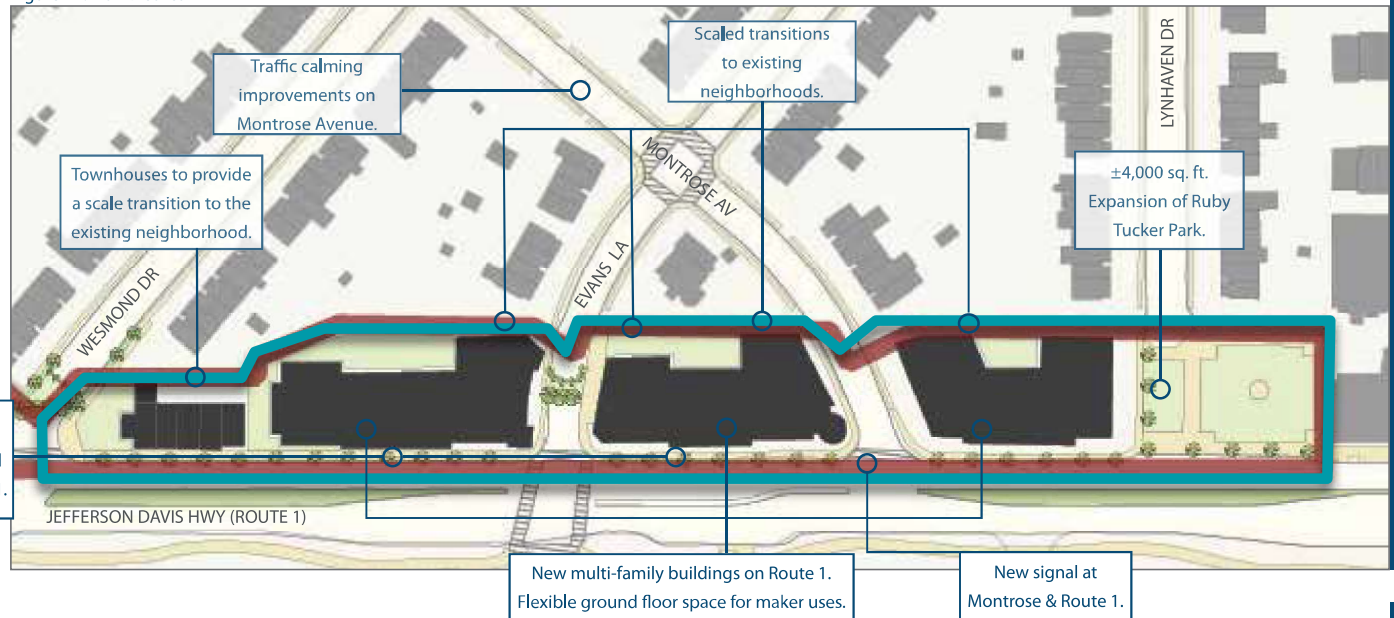 Scaled transitions
to existing
neighborhoods.
Traffic calming
improvements on
Montrose Avenue.
LYNHAVEN DR
MONTROSE AV
Townhouses to provide
a scale transition to the
existing neighborhood.
±4,000 sq. ft.
Expansion of Ruby
Tucker Park.
EVANS LA
WESMOND DR
JEFFERSON DAVIS HWY (ROUTE 1)
New multi-family buildings on Route 1.
Flexible ground floor space for maker uses.
New signal at
Montrose & Route 1.